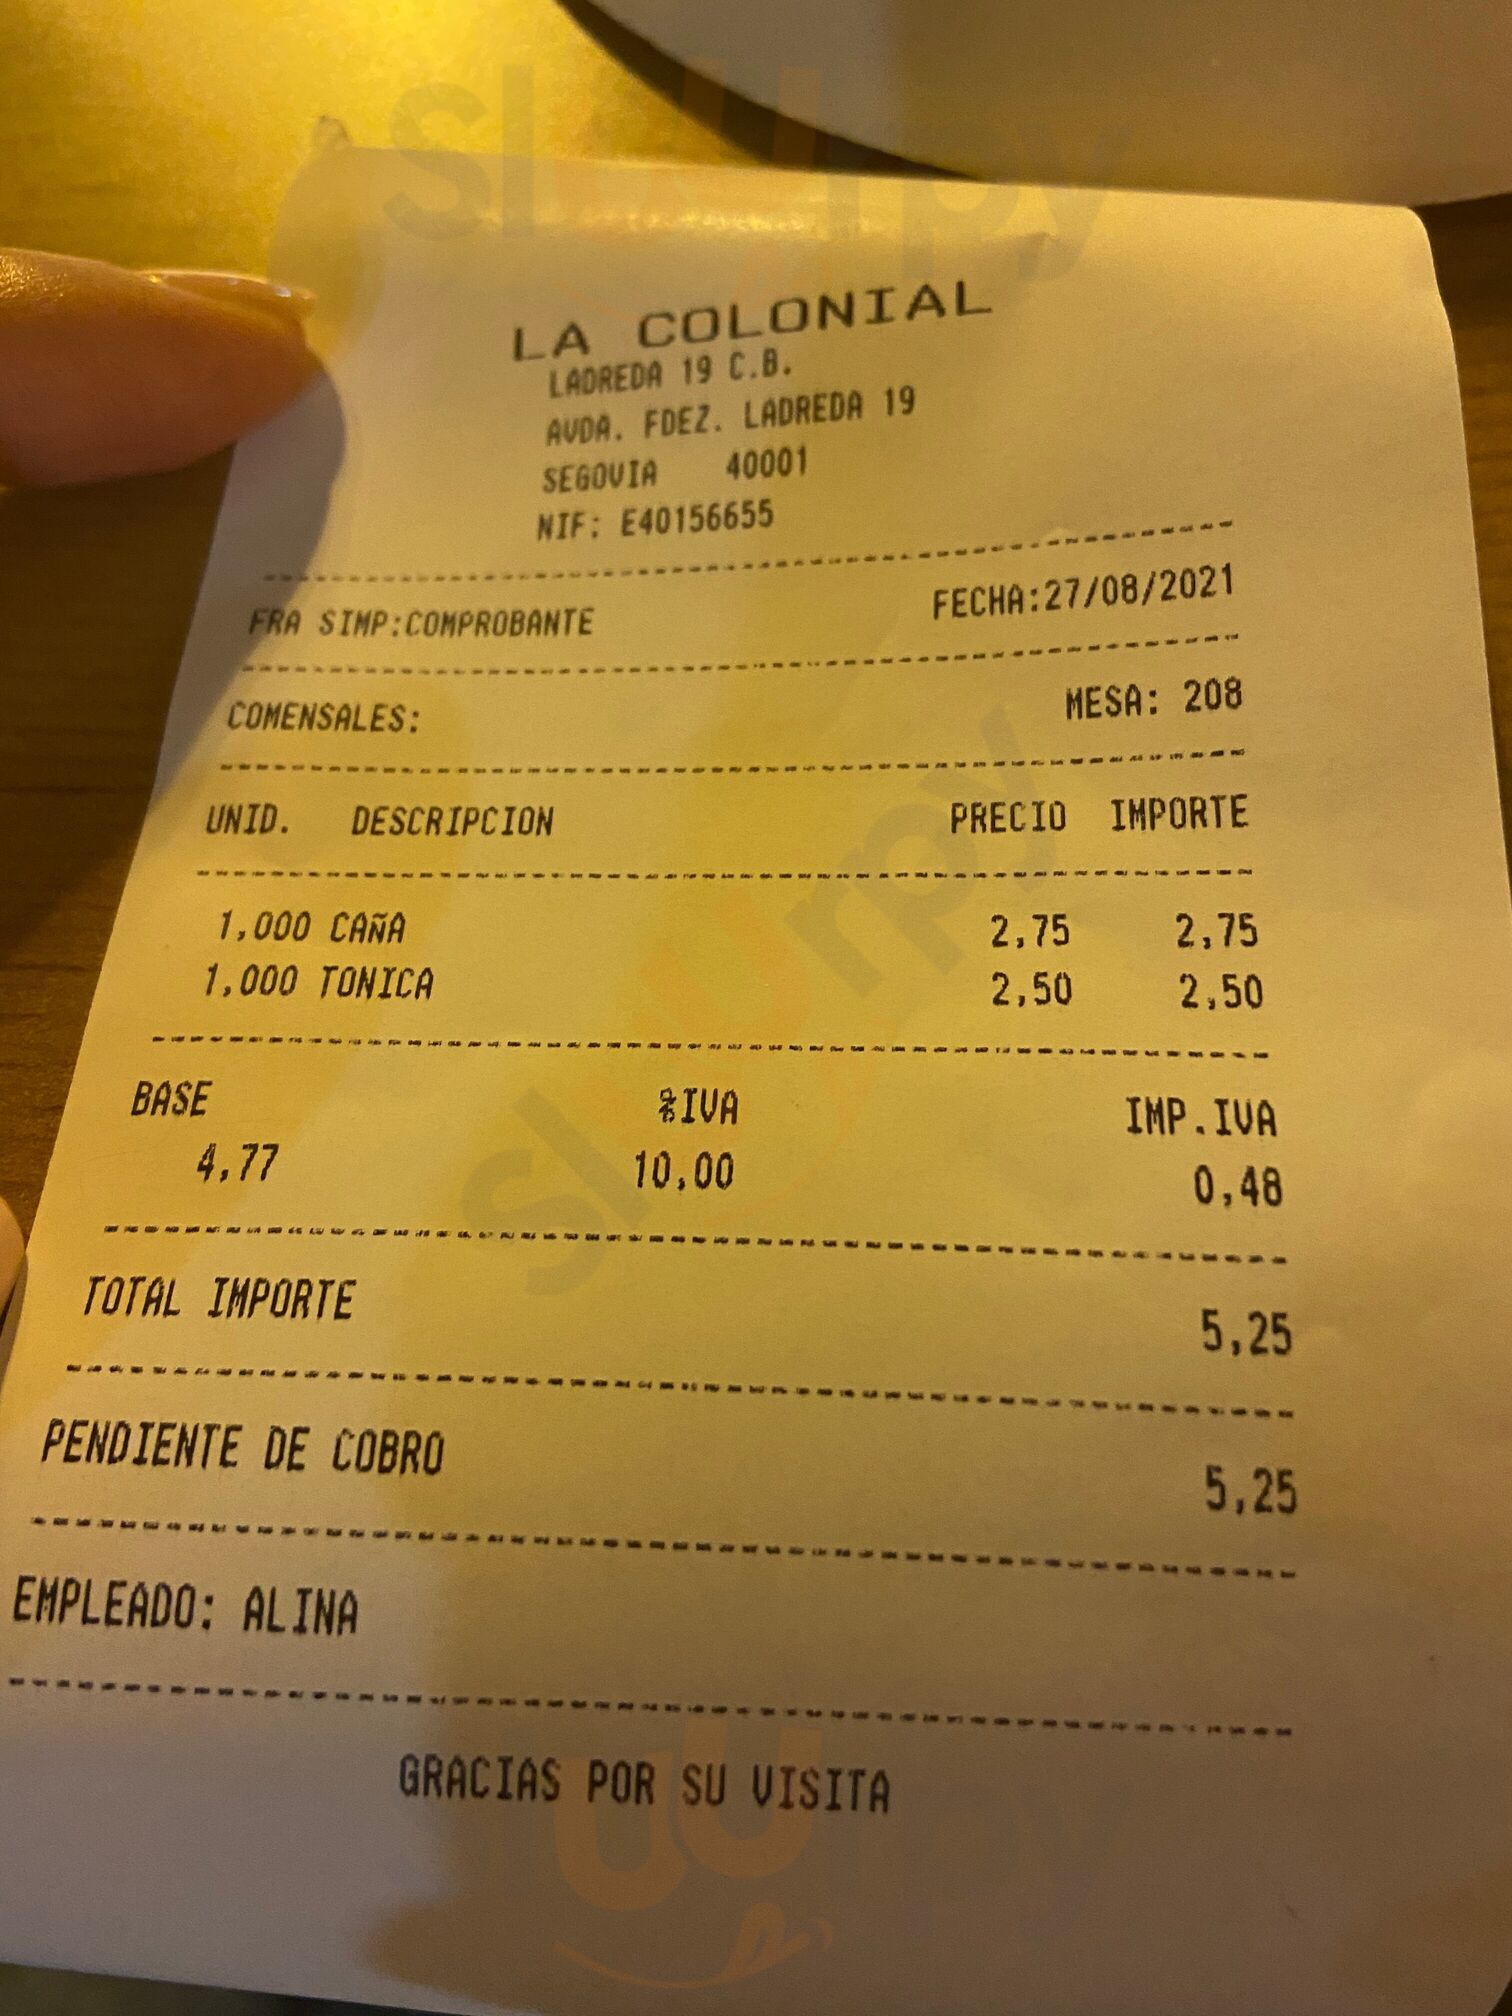 LA COLONIAL
LADREDA 19 C.B.
AVDA. FDEZ. LADREDA 19
SEGOVIA 40001
NIF: E40156655
FRA SIMP:COMPROBANTE FECHA:27/08/2021
COMENSALES: MESA: 208
UNID. DESCRIPCION PRECIO IMPORTE
1,000 CAÑA 2,75 2,75
1,000 TONICA 2,50 2,50
BASE %IVA IMP.IVA
4,77 10,00 0,48
TOTAL IMPORTE 5,25
PENDIENTE DE COBRO 5,25
EMPLEADO: ALINA
GRACIAS POR SU VISITA
slurpy
slurpy
slurpy